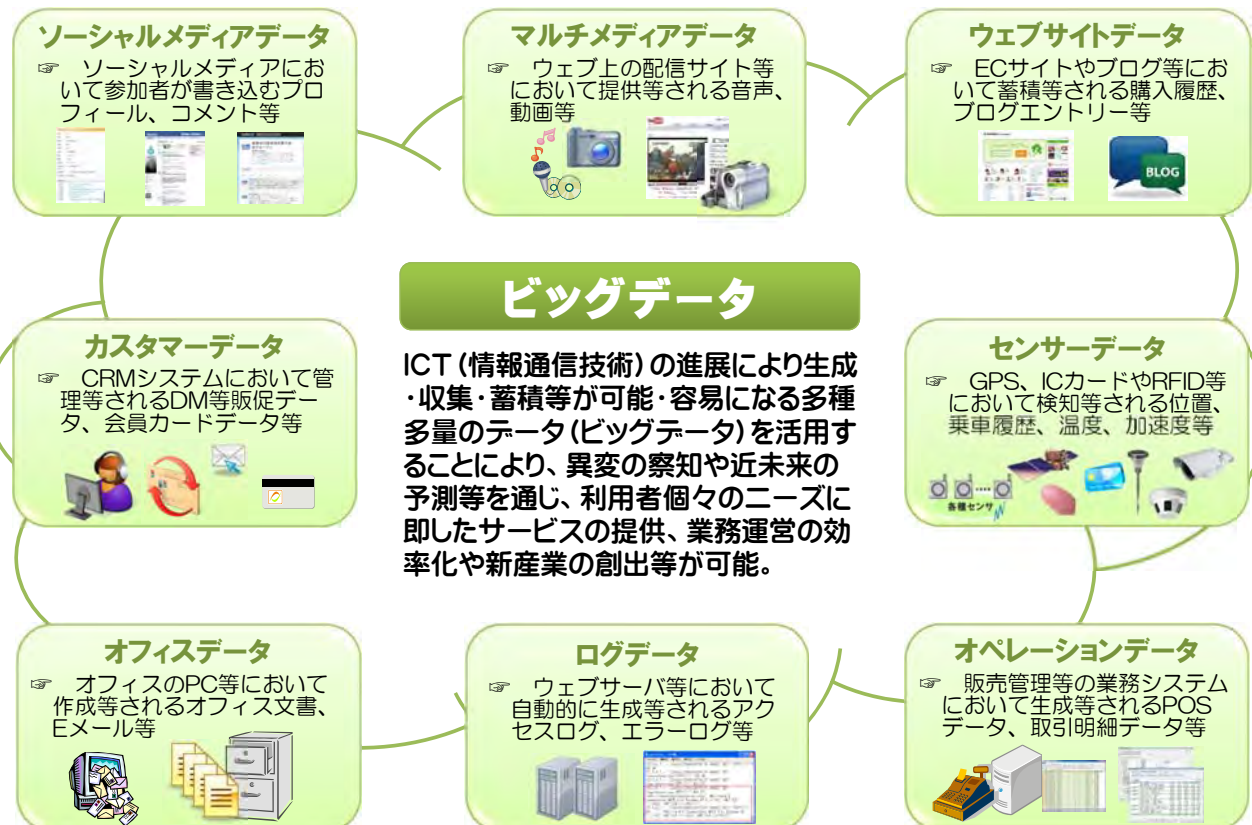 ソーシャルメディアデータ
☞ ソーシャルメディアにお
いて参加者が書き込むプロ
フィール、コメント等
マルチメディアデータ
☞ ウェブ上の配信サイト等
において提供等される音声、
動画等
ウェブサイトデータ
☞ ECサイトやブログ等にお
いて蓄積等される購入履歴、
ブログエントリー等
BLOG
ビッグデータ
ICT(情報通信技術)の進展により生成
・収集・蓄積等が可能・容易になる多種
多量のデータ(ビッグデータ)を活用す
ることにより、異変の察知や近未来の
予測等を通じ、利用者個々のニーズに
即したサービスの提供、業務運営の効
率化や新産業の創出等が可能。
カスタマーデータ
☞ CRMシステムにおいて管
理等されるDM等販促デー
タ、会員カードデータ等
センサーデータ
☞ GPS、ICカードやRFID等
において検知等される位置、
乗車履歴、温度、加速度等
各種センサ
オフィスデータ
☞ オフィスのPC等において
作成等されるオフィス文書、
Eメール等
ログデータ
☞ ウェブサーバ等において
自動的に生成等されるアク
セスログ、エラーログ等
オペレーションデータ
☞ 販売管理等の業務システム
において生成等されるPOS
データ、取引明細データ等